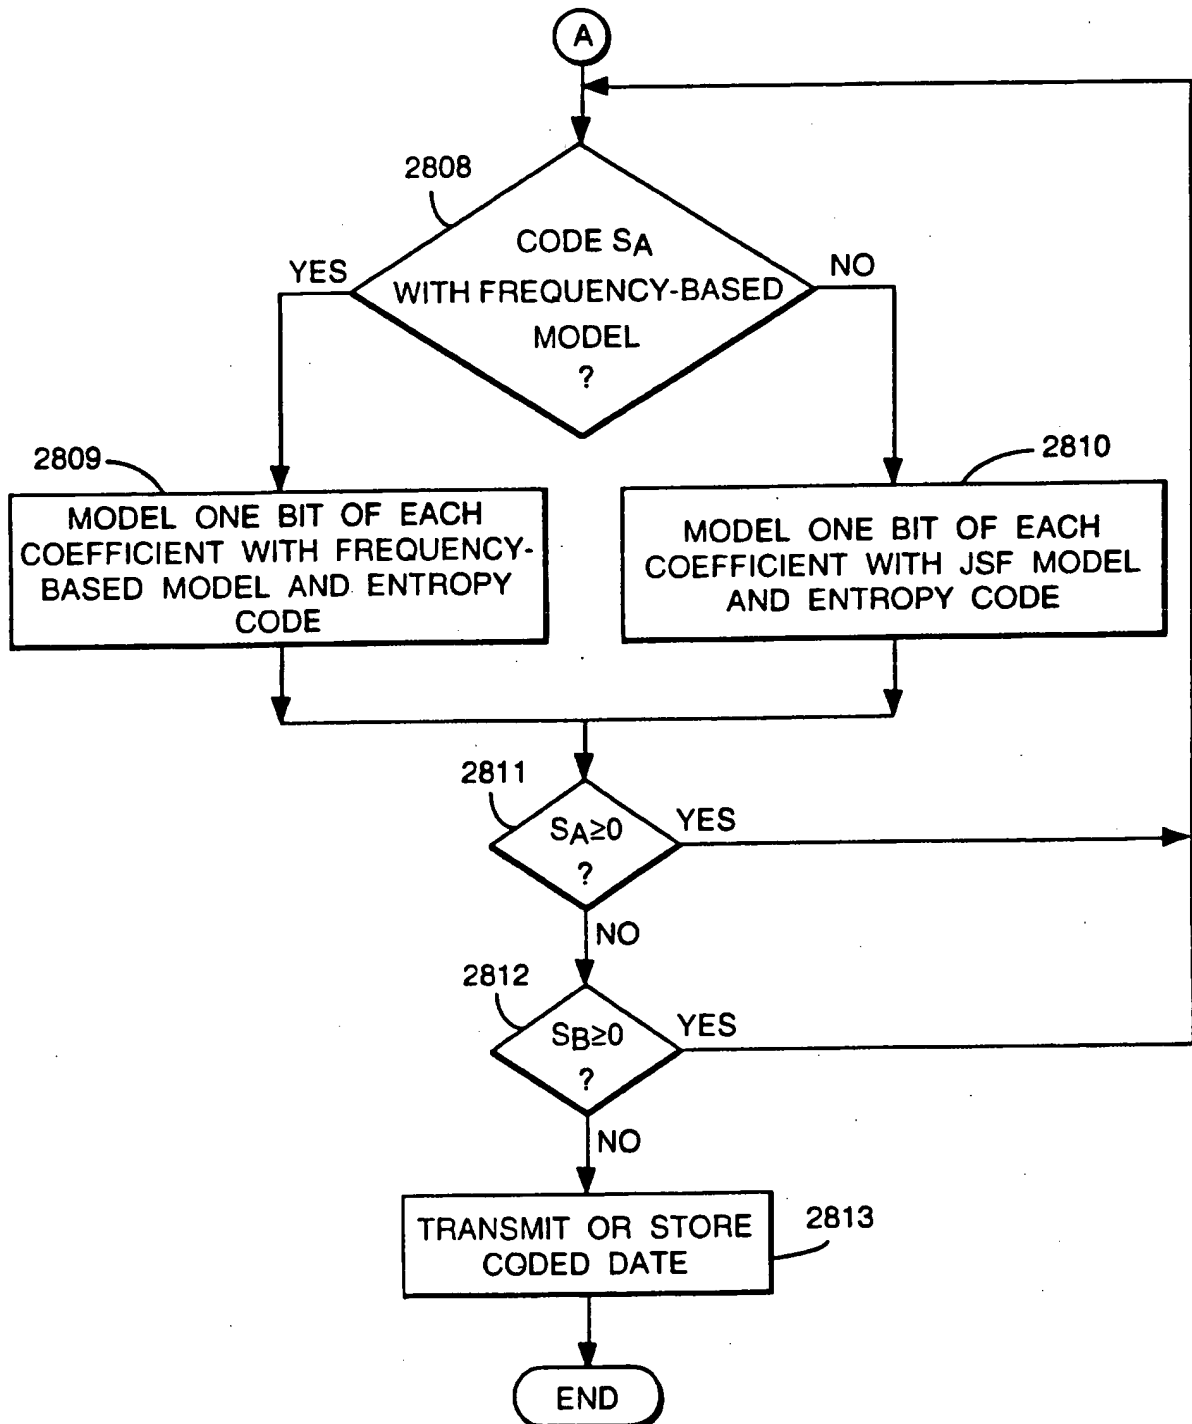 A
2808
CODE SA
WITH FREQUENCY-BASED
MODEL
?
YES
NO
2809
MODEL ONE BIT OF EACH
COEFFICIENT WITH FREQUENCY-
BASED MODEL AND ENTROPY
CODE
2810
MODEL ONE BIT OF EACH
COEFFICIENT WITH JSF MODEL
AND ENTROPY CODE
2811
SA≥0
?
YES
NO
2812
SB≥0
?
YES
NO
TRANSMIT OR STORE
CODED DATE
2813
END